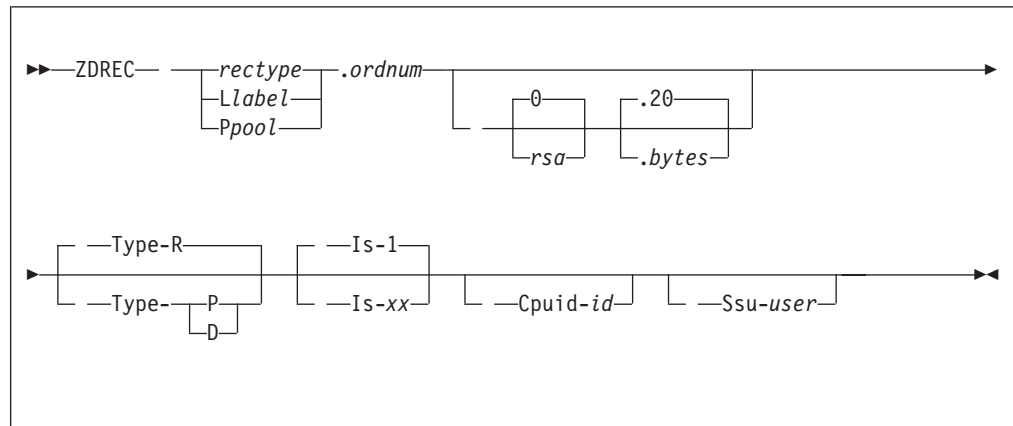 ZDREC rectype .ordnum
Llabel 0 .20
Ppool rsa .bytes
Type-R Is-1
Type- P Is-xx Cpuid-id Ssu-user
D